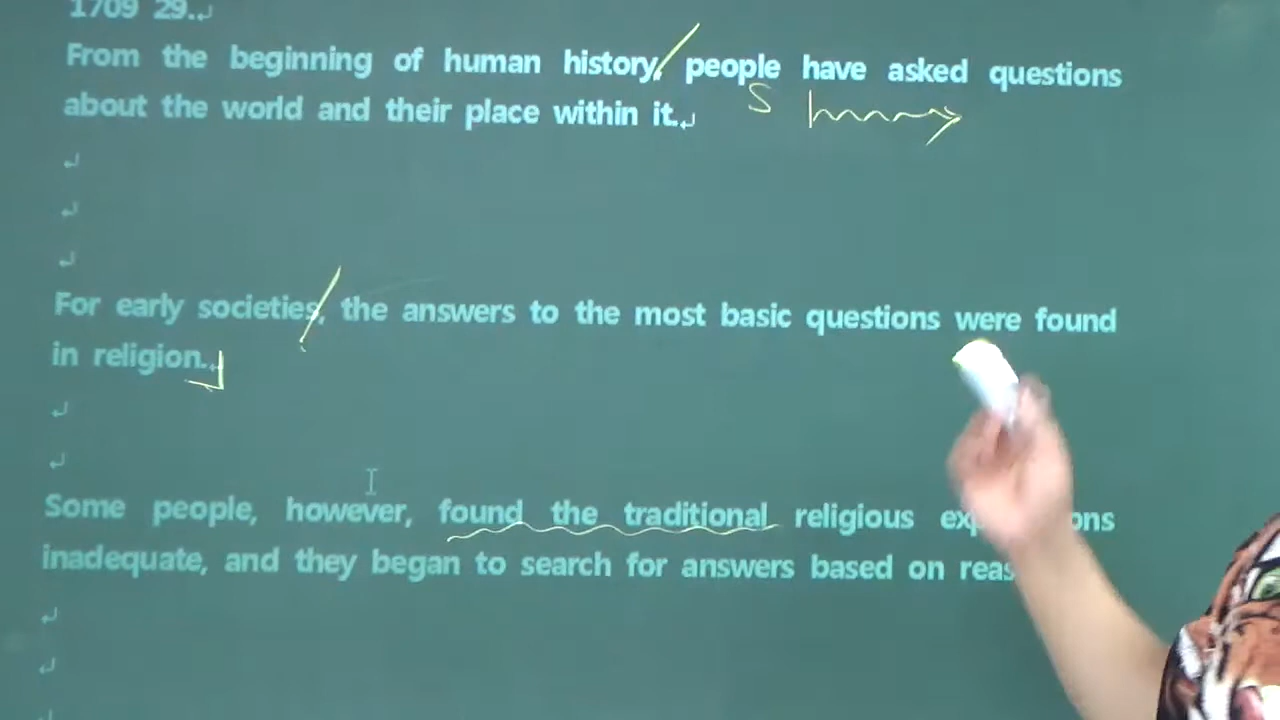 1709 29.
From the beginning of human history, people have asked questions
S
about the world and their place within it.
For early societies, the answers to the most basic questions were found
in religion.
Some people, however, found the traditional religious
inadequate, and they began to search for answers based on